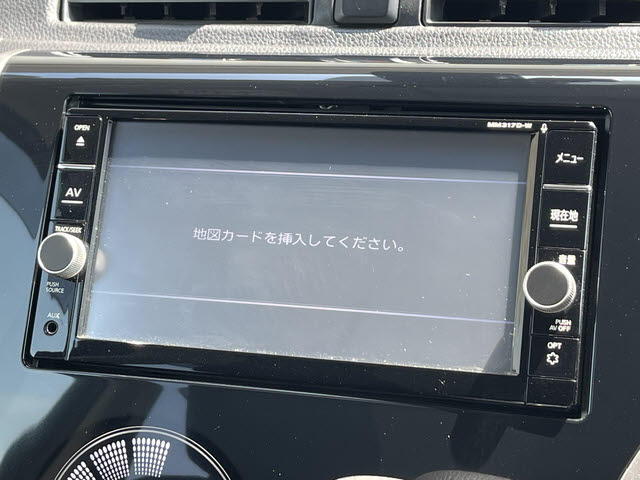 OPEN
MM317D-W
メニュー
AV
現在地
TRACK/SEEK
地図カードを挿入してください。
音量
PUSH
SOURCE
AUX
PUSH
AV OFF
OPT